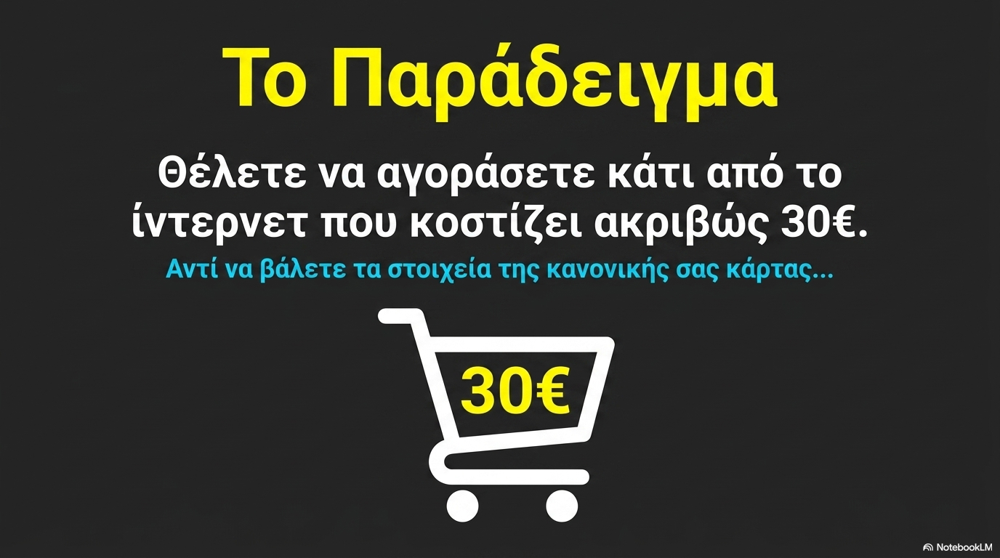 Το Παράδειγμα
Θέλετε να αγοράσετε κάτι από το
ίντερνετ που κοστίζει ακριβώς 30€.
Αντί να βάλετε τα στοιχεία της κανονικής σας κάρτας...
30€
NotebookLM